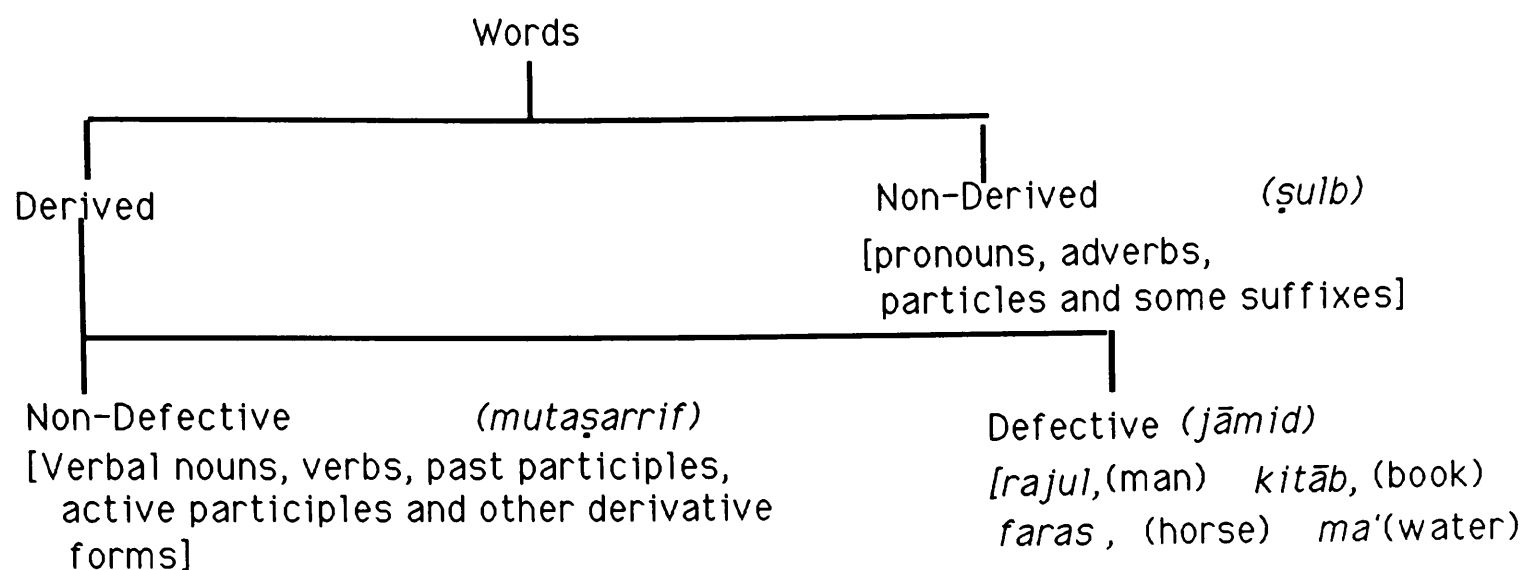 Words
Derived
Non-Derived (ṣulb)
[pronouns, adverbs,
particles and some suffixes]
Non-Defective (mutaṣarrif)
[Verbal nouns, verbs, past participles,
active participles and other derivative
forms]
Defective (jāmid)
[rajul,(man) kitāb, (book)
faras , (horse) ma‘(water)